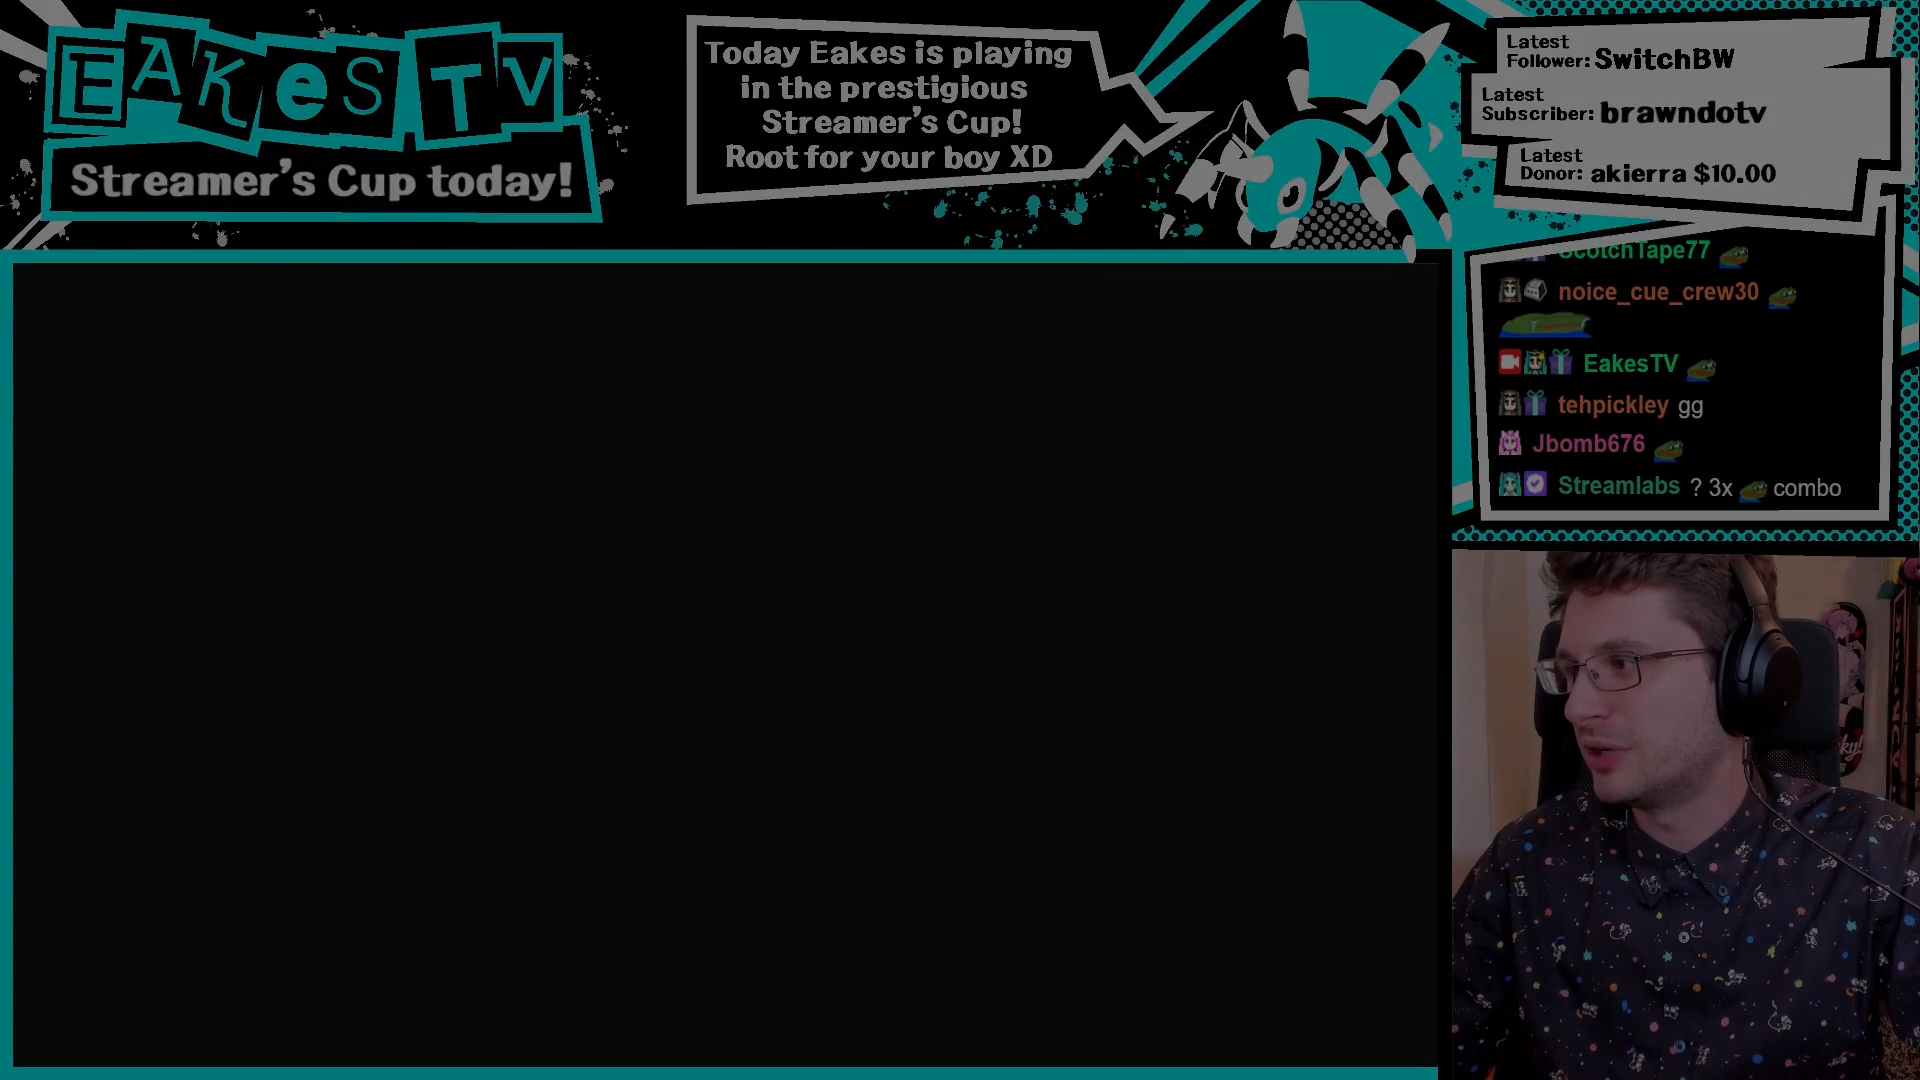 EAKeS TV
Streamer's Cup today!
Today Eakes is playing
in the prestigious
Streamer's Cup!
Root for your boy XD
Latest
Follower: SwitchBW
Latest
Subscriber: brawndotv
Latest
Donor: akierra $10.00
ScotchTape77
noice_cue_crew30
EakesTV
tehpickley gg
Jbomb676
Streamlabs ? 3x combo